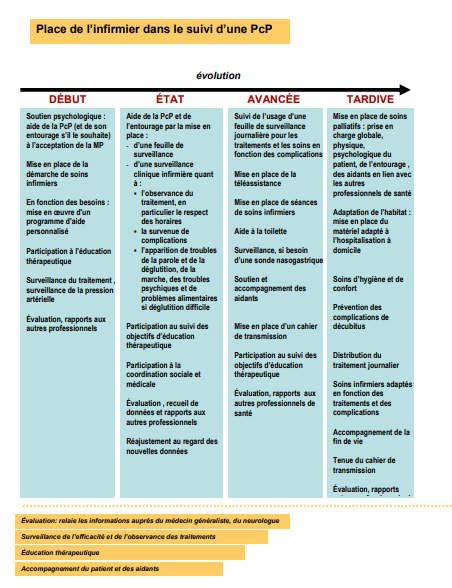 Place de l'infirmier dans le suivi d'une PcP
évolution
DÉBUT
Soutien psychologique :
aide de la PcP (et de son
entourage s'il le souhaite)
à l'acceptation de la MP
Mise en place de la
démarche de soins
infirmiers
En fonction des besoins :
mise en œuvre d'un
programme d'aide
personnalisé
Participation à l'éducation
thérapeutique
Surveillance du traitement ,
surveillance de la pression
artérielle
Évaluation, rapports aux
autres professionnels
ÉTAT
Aide de la PcP et de
l'entourage par la mise en
place :
- d'une feuille de
surveillance
- d'une surveillance
clinique infirmière quant
à :
• l'observance du
traitement, en
particulier le respect
des horaires
• la survenue de
complications
• l'apparition de troubles
de la parole et de la
déglutition, de la
marche, des troubles
psychiques et de
problèmes alimentaires
si déglutition difficile
Participation au suivi des
objectifs d'éducation
thérapeutique
Participation à la
coordination sociale et
médicale
Évaluation , recueil de
données et rapports aux
autres professionnels
Réajustement au regard des
nouvelles données
AVANCÉE
Suivi de l'usage d'une
feuille de surveillance
journalière pour les
traitements et les soins en
fonction des complications
Mise en place de la
téléassistance
Mise en place de séances
de soins infirmiers
Aide à la toilette
Surveillance, si besoin
d'une sonde nasogastrique
Soutien et
accompagnement des
aidants
Mise en place d'un cahier
de transmission
Participation au suivi des
objectifs d'éducation
thérapeutique
Évaluation, rapports aux
autres professionnels de
santé
TARDIVE
Mise en place de soins
palliatifs : prise en
charge globale,
physique,
psychologique du
patient, de l'entourage ,
des aidants en lien avec
les autres
professionnels de santé
Adaptation de l'habitat :
mise en place du
matériel adapté à
l'hospitalisation à
domicile
Soins d'hygiène et de
confort
Prévention des
complications de
décubitus
Distribution du
traitement journalier
Soins infirmiers adaptés
en fonction des
traitements et des
complications
Accompagnement de la
fin de vie
Tenue du cahier de
transmission
Évaluation, rapports
Évaluation: relaie les informations auprès du médecin généraliste, du neurologue
Surveillance de l'efficacité et de l'observance des traitements
Éducation thérapeutique
Accompagnement du patient et des aidants